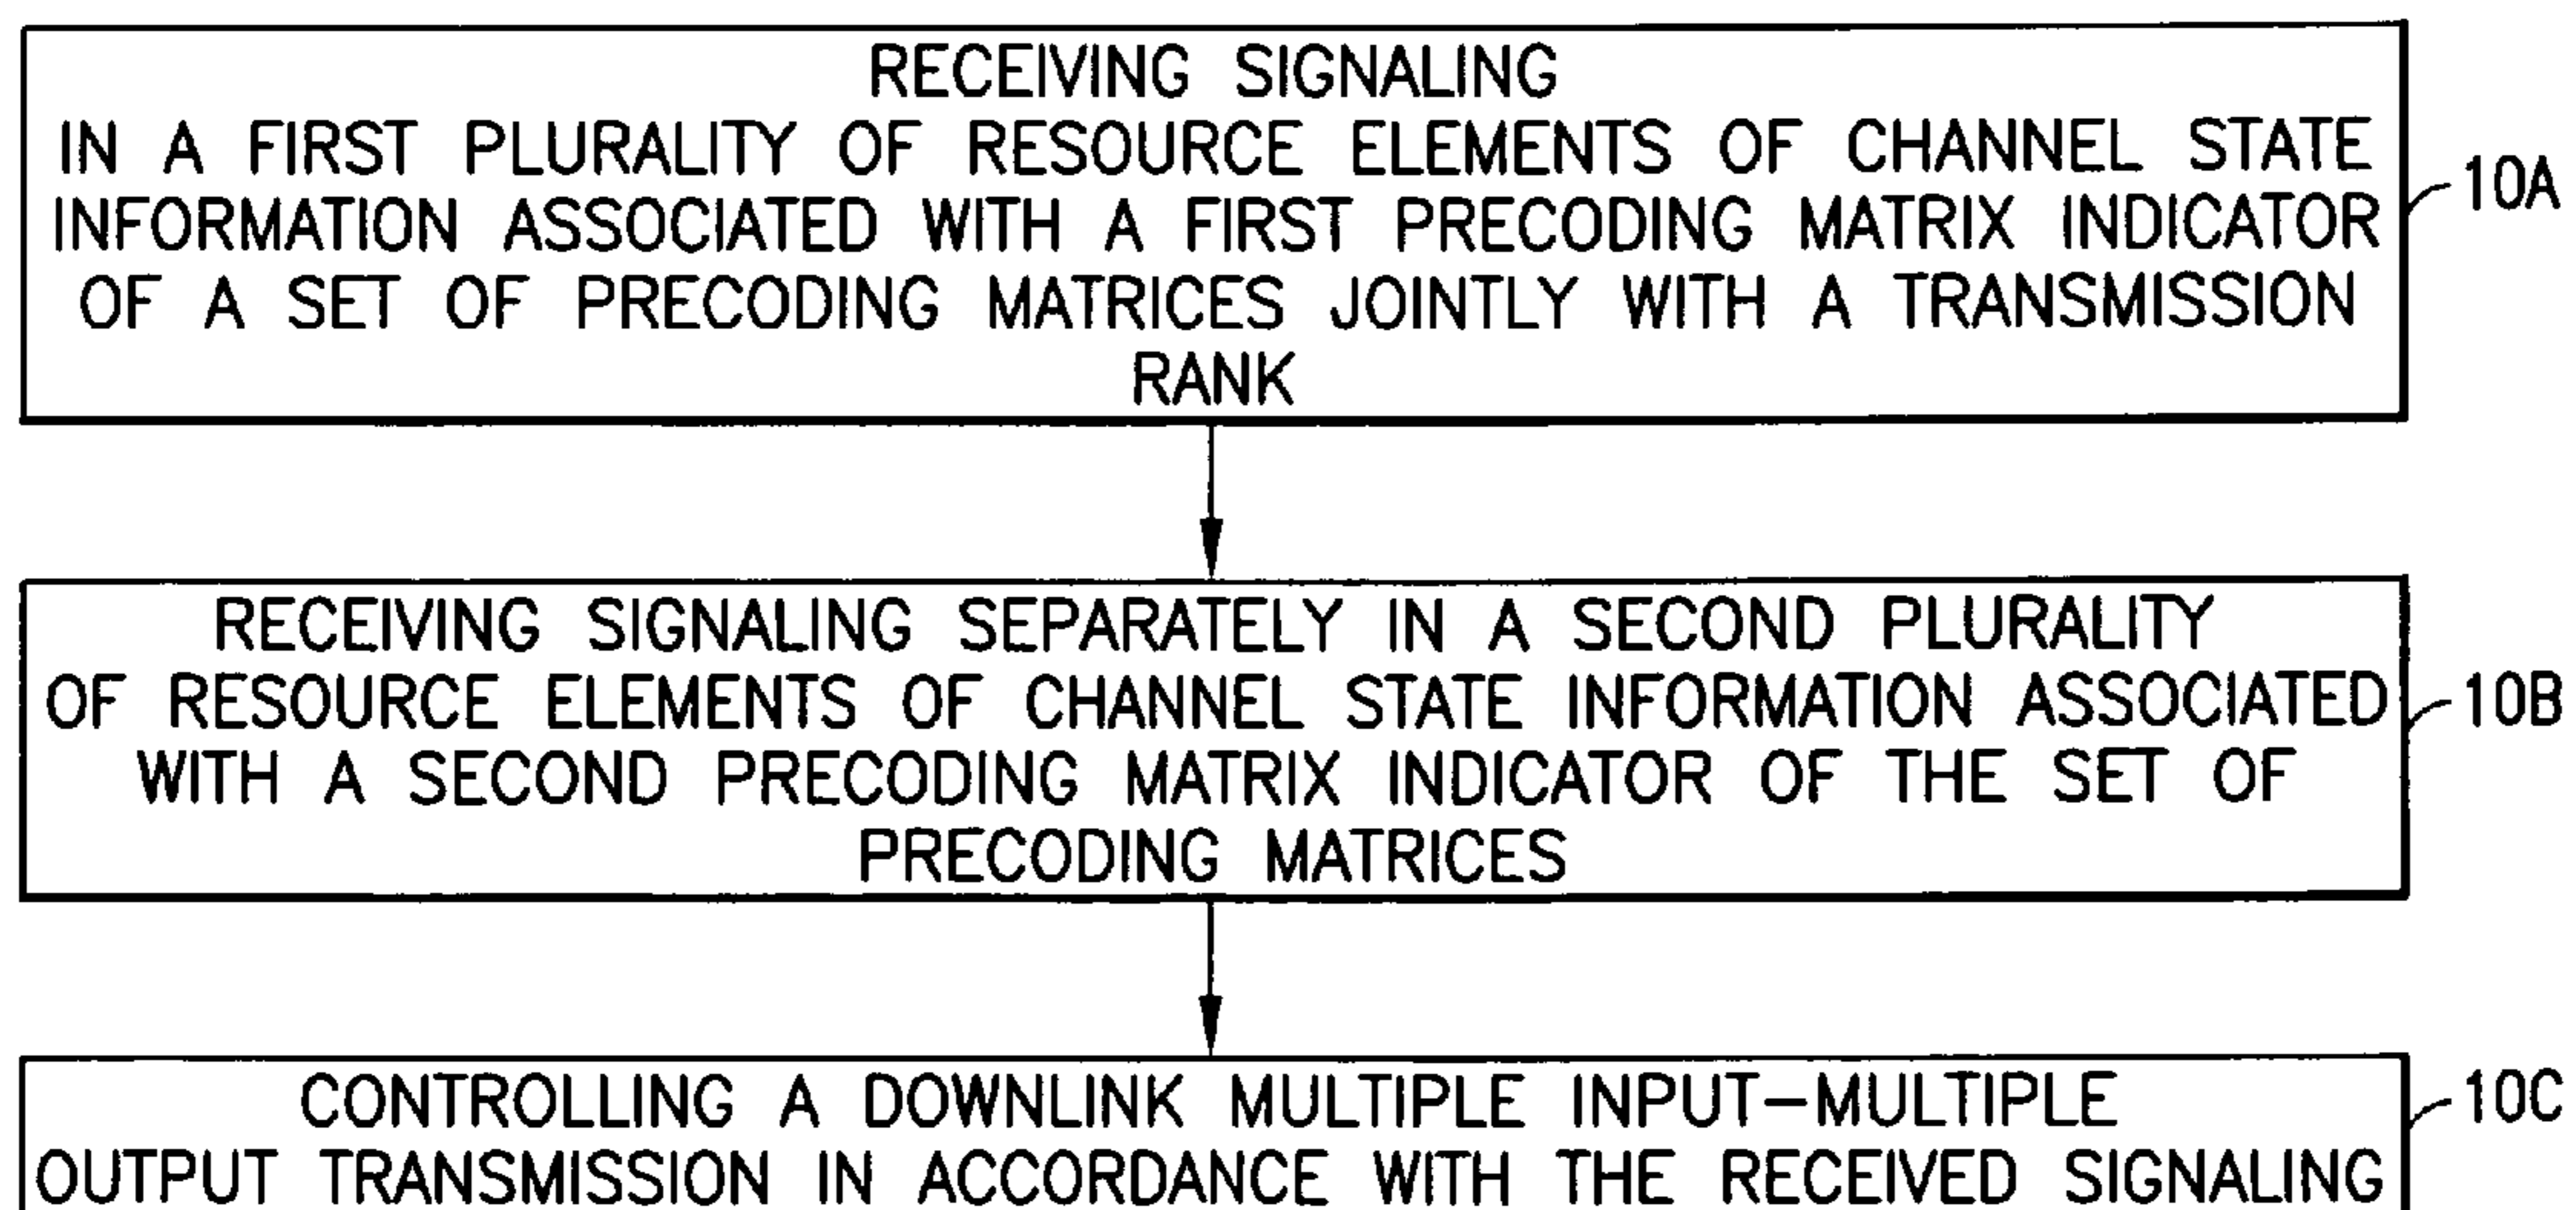 RECEIVING SIGNALING
IN A FIRST PLURALITY OF RESOURCE ELEMENTS OF CHANNEL STATE
INFORMATION ASSOCIATED WITH A FIRST PRECODING MATRIX INDICATOR
OF A SET OF PRECODING MATRICES JOINTLY WITH A TRANSMISSION
RANK
10A
RECEIVING SIGNALING SEPARATELY IN A SECOND PLURALITY
OF RESOURCE ELEMENTS OF CHANNEL STATE INFORMATION ASSOCIATED
WITH A SECOND PRECODING MATRIX INDICATOR OF THE SET OF
PRECODING MATRICES
10B
CONTROLLING A DOWNLINK MULTIPLE INPUT-MULTIPLE
OUTPUT TRANSMISSION IN ACCORDANCE WITH THE RECEIVED SIGNALING
10C